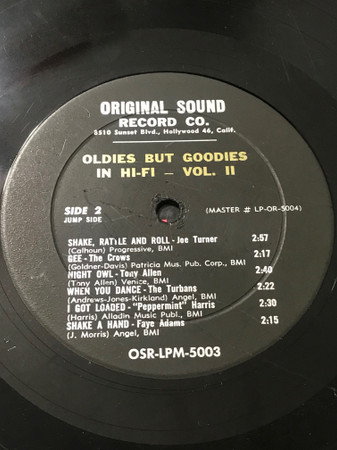 ORIGINAL SOUND
RECORD CO.
5510 Sunset Blvd., Hollywood 46, Calif.
OLDIES BUT GOODIES
IN HI-FI - VOL. II
SIDE 2 (MASTER # LP-OR-5004)
JUMP SIDE
SHAKE, RATTLE AND ROLL - Joe Turner 2:57
(Calhoun) Progressive, BMI
GEE - The Crows 2:17
(Goldner-Davis) Patricia Mus. Pub. Corp., BMI
NIGHT OWL - Tony Allen 2:40
(Tony Allen) Venice, BMI
WHEN YOU DANCE - The Turbans 2:22
(Andrews-Jones-Kirkland) Angel, BMI
I GOT LOADED - "Peppermint" Harris 2:30
(Harris) Alladin Music Publ., BMI
SHAKE A HAND - Faye Adams 2:15
(J. Morris) Angel, BMI
OSR-LPM-5003